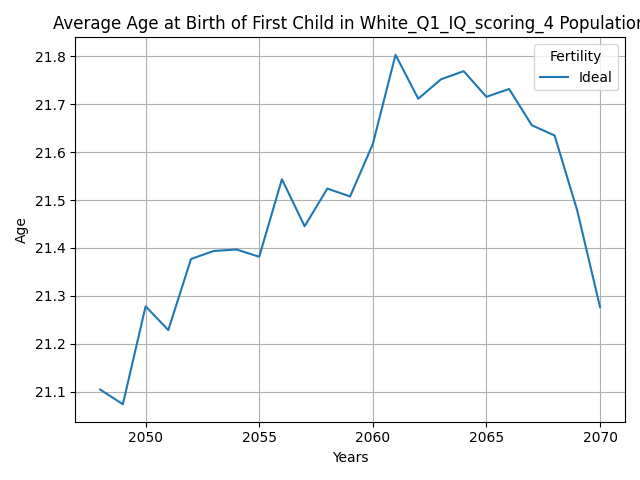 Average Age at Birth of First Child in White_Q1_IQ_scoring_4 Population
Fertility
Ideal
21.8
21.7
21.6
21.5
21.4
21.3
21.2
21.1
Age
2050 2055 2060 2065 2070
Years